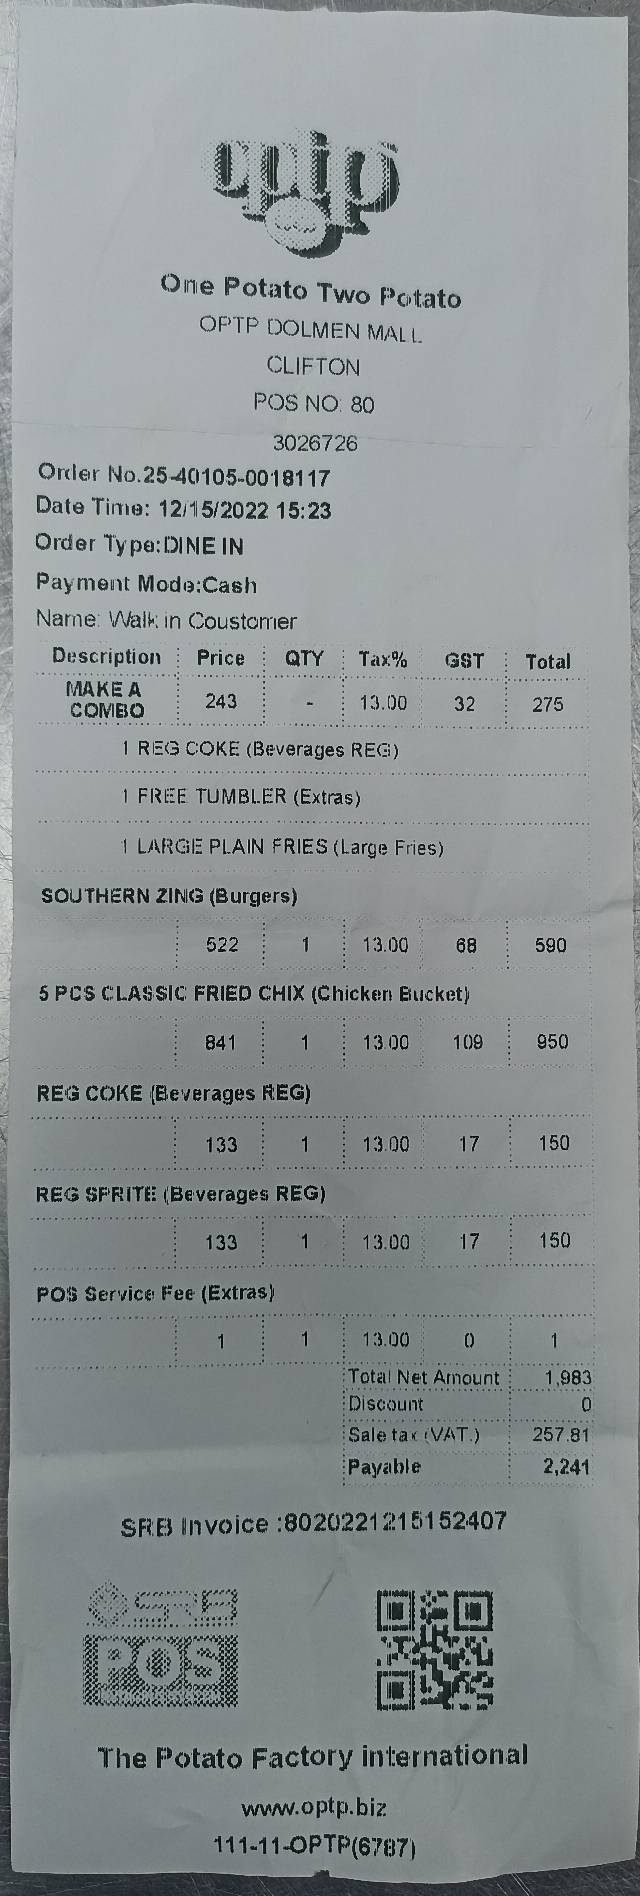 optp
One Potato Two Potato
OPTP DOLMEN MALL
CLIFTON
POS NO: 80
3026726
Order No.25-40105-0018117
Date Time: 12/15/2022 15:23
Order Type:DINE IN
Payment Mode:Cash
Name: Walk in Coustomer
Description Price QTY Tax% GST Total
MAKE A COMBO 243 - 13.00 32 275
1 REG COKE (Beverages REG)
1 FREE TUMBLER (Extras)
1 LARGE PLAIN FRIES (Large Fries)
SOUTHERN ZING (Burgers)
522 1 13.00 68 590
5 PCS CLASSIC FRIED CHIX (Chicken Bucket)
841 1 13.00 109 950
REG COKE (Beverages REG)
133 1 13.00 17 150
REG SPRITE (Beverages REG)
133 1 13.00 17 150
POS Service Fee (Extras)
1 1 13.00 0 1
Total Net Amount 1,983
Discount 0
Sale tax (VAT.) 257.81
Payable 2,241
SRB Invoice :8020221215152407
SRB
POS
The Potato Factory international
www.optp.biz
111-11-OPTP(6787)